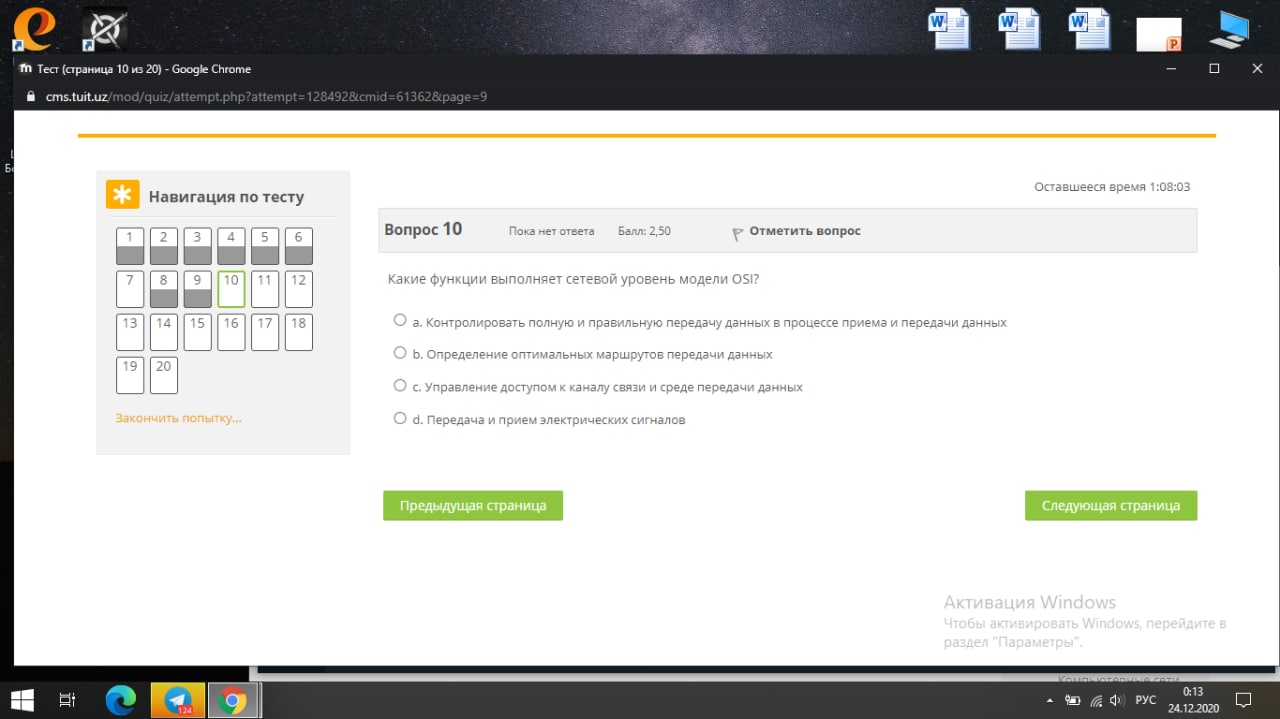 Тест (страница 10 из 20) - Google Chrome
cms.tuit.uz/mod/quiz/attempt.php?attempt=128492&cmid=61362&page=9
Оставшееся время 1:08:03
Навигация по тесту
1 2 3 4 5 6
7 8 9 10 11 12
13 14 15 16 17 18
19 20
Закончить попытку...
Вопрос 10 Пока нет ответа Балл: 2,50 Отметить вопрос
Какие функции выполняет сетевой уровень модели OSI?
a. Контролировать полную и правильную передачу данных в процессе приема и передачи данных
b. Определение оптимальных маршрутов передачи данных
c. Управление доступом к каналу связи и среде передачи данных
d. Передача и прием электрических сигналов
Предыдущая страница Следующая страница
Активация Windows
Чтобы активировать Windows, перейдите в
раздел "Параметры".
Компьютерные сети
124
РУС
0:13
24.12.2020